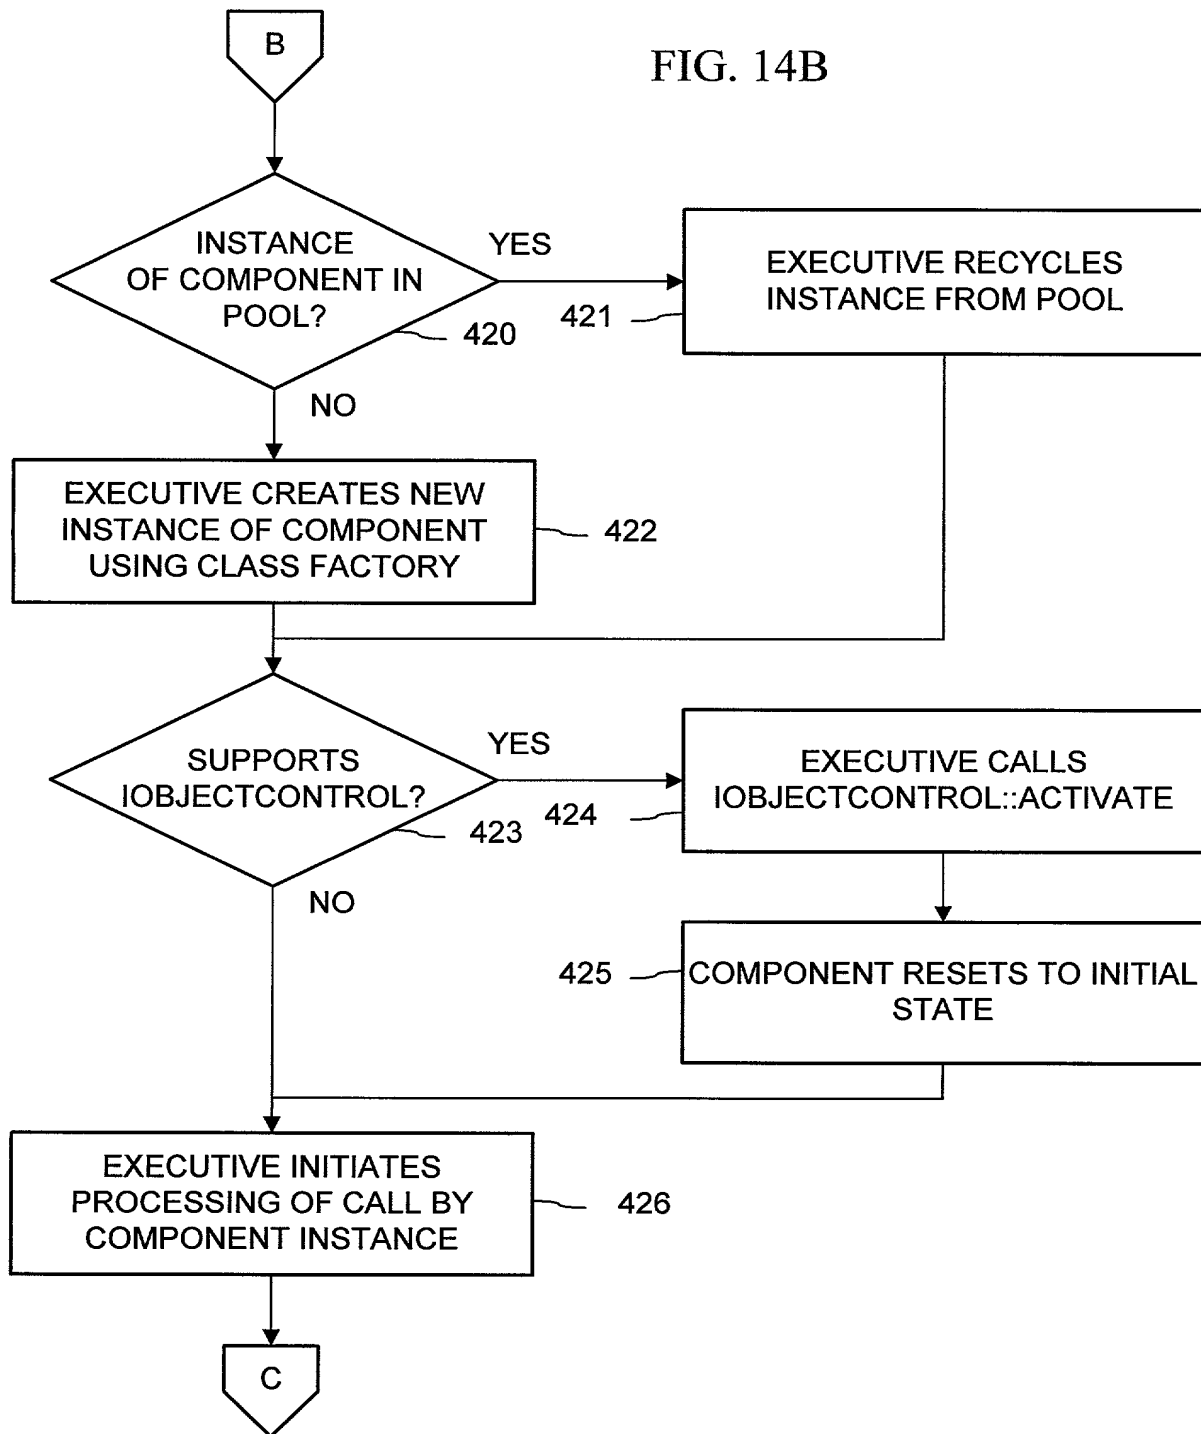 B
FIG. 14B
INSTANCE
OF COMPONENT IN
POOL?
420
YES
421
EXECUTIVE RECYCLES
INSTANCE FROM POOL
NO
EXECUTIVE CREATES NEW
INSTANCE OF COMPONENT
USING CLASS FACTORY
422
SUPPORTS
IOBJECTCONTROL?
423
YES
424
EXECUTIVE CALLS
IOBJECTCONTROL::ACTIVATE
NO
425
COMPONENT RESETS TO INITIAL
STATE
EXECUTIVE INITIATES
PROCESSING OF CALL BY
COMPONENT INSTANCE
426
C